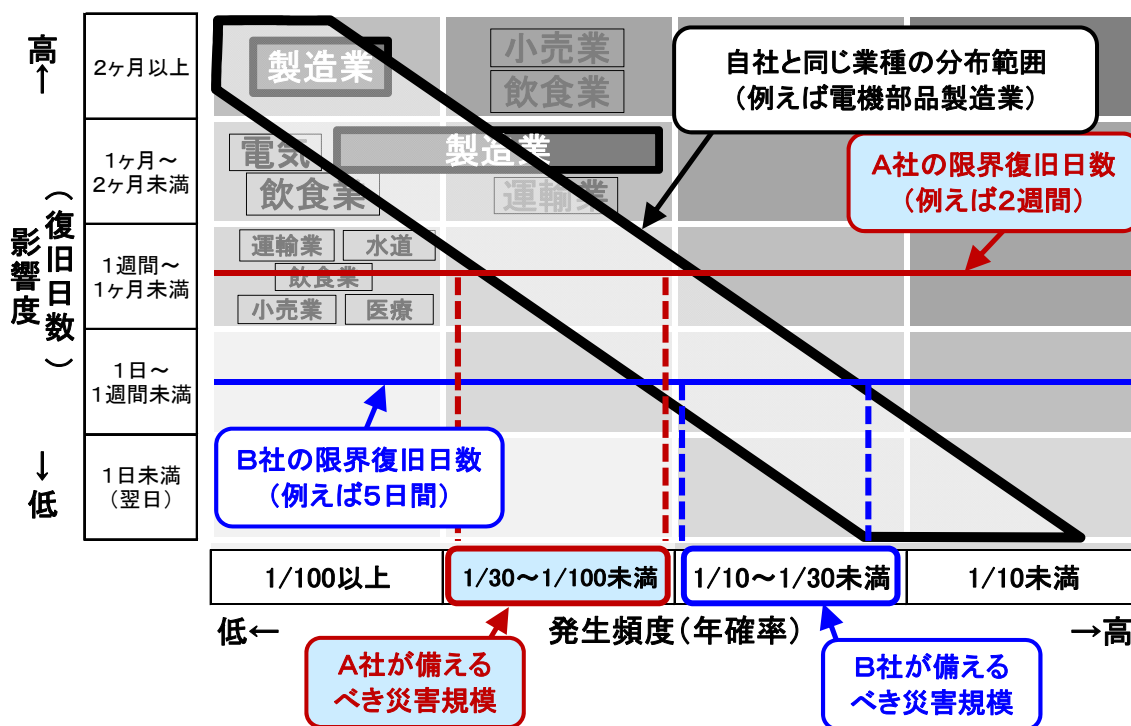 高
↑
影響度
（復旧日数）
↓
低
2ヶ月以上
1ヶ月～
2ヶ月未満
1週間～
1ヶ月未満
1日～
1週間未満
1日未満
（翌日）
製造業
小売業
飲食業
電気
製造業
飲食業
運輸業
運輸業
水道
飲食業
小売業
医療
自社と同じ業種の分布範囲
（例えば電機部品製造業）
A社の限界復旧日数
（例えば2週間）
B社の限界復旧日数
（例えば5日間）
1/100以上
1/30～1/100未満
1/10～1/30未満
1/10未満
低←
発生頻度（年確率）
→高
A社が備える
べき災害規模
B社が備える
べき災害規模